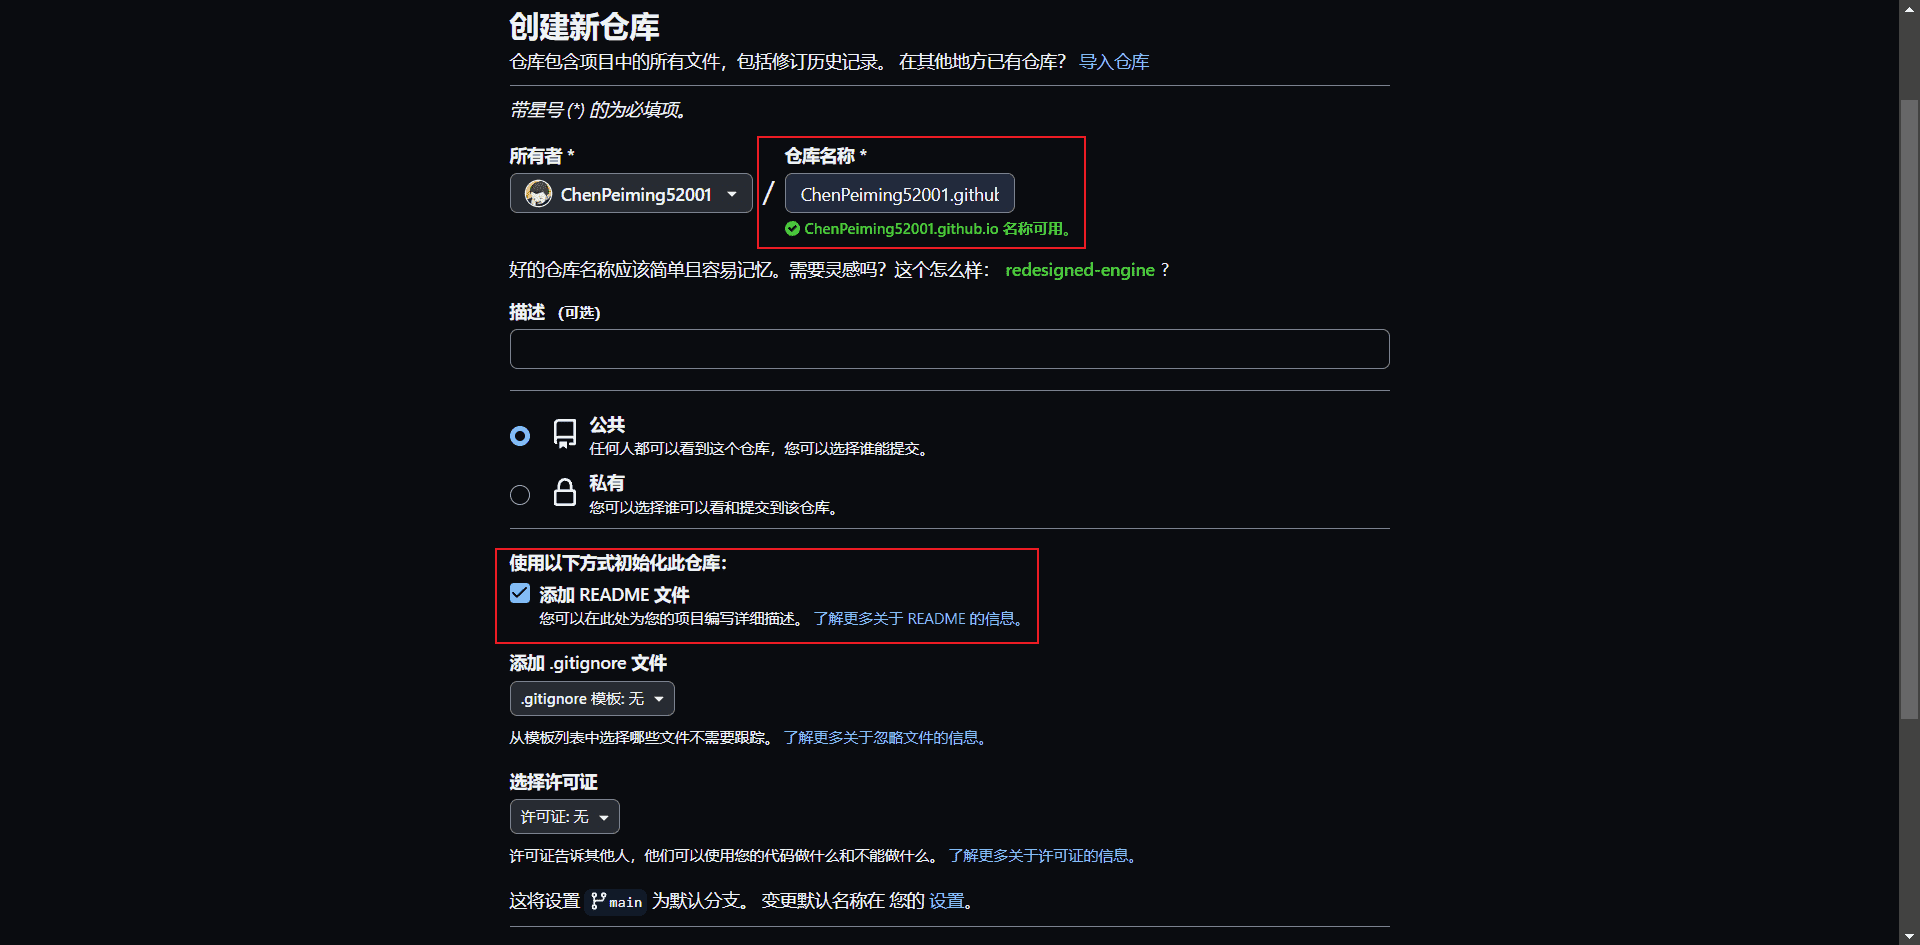 创建新仓库
仓库包含项目中的所有文件，包括修订历史记录。 在其他地方已有仓库？ 导入仓库
带星号 (*) 的为必填项。
所有者 *
仓库名称 *
ChenPeiming52001
/
ChenPeiming52001.github
ChenPeiming52001.github.io 名称可用。
好的仓库名称应该简单且容易记忆。需要灵感吗？这个怎么样： redesigned-engine ?
描述 (可选)
公共
任何人都可以看到这个仓库，您可以选择谁能提交。
私有
您可以选择谁可以看和提交到该仓库。
使用以下方式初始化此仓库：
添加 README 文件
您可以在此处为您的项目编写详细描述。 了解更多关于 README 的信息。
添加 .gitignore 文件
.gitignore 模板: 无
从模板列表中选择哪些文件不需要跟踪。 了解更多关于忽略文件的信息。
选择许可证
许可证: 无
许可证告诉其他人，他们可以使用您的代码做什么和不能做什么。 了解更多关于许可证的信息。
这将设置 main 为默认分支。 变更默认名称在 您的 设置。